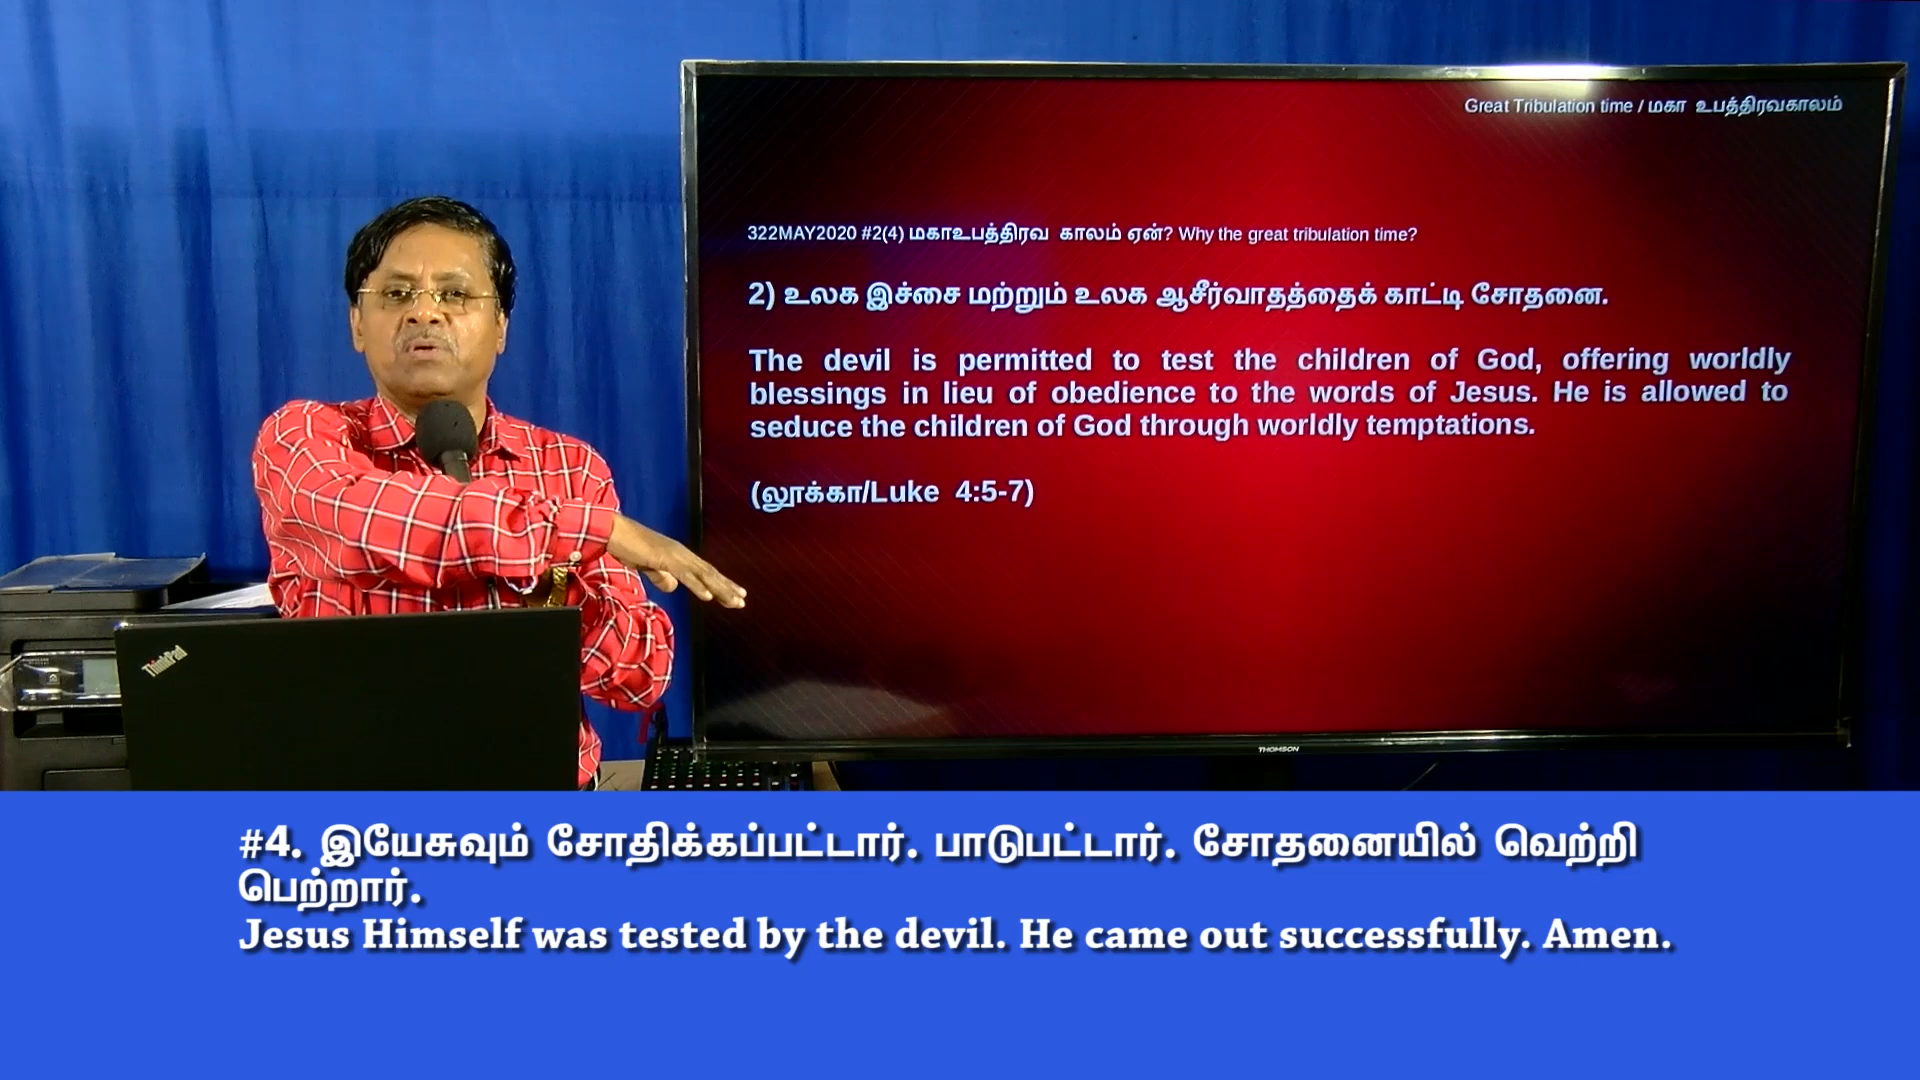 Great Tribulation time / மகா உபத்திரவகாலம்
322MAY2020 #2(4) மகாஉபத்திரவ காலம் ஏன்? Why the great tribulation time?
2) உலக இச்சை மற்றும் உலக ஆசீர்வாதத்தைக் காட்டி சோதனை.
The devil is permitted to test the children of God, offering worldly
blessings in lieu of obedience to the words of Jesus. He is allowed to
seduce the children of God through worldly temptations.
(லூக்கா/Luke 4:5-7)
THOMSON
ThinkPad
#4. இயேசுவும் சோதிக்கப்பட்டார். பாடுபட்டார். சோதனையில் வெற்றி
பெற்றார்.
Jesus Himself was tested by the devil. He came out successfully. Amen.